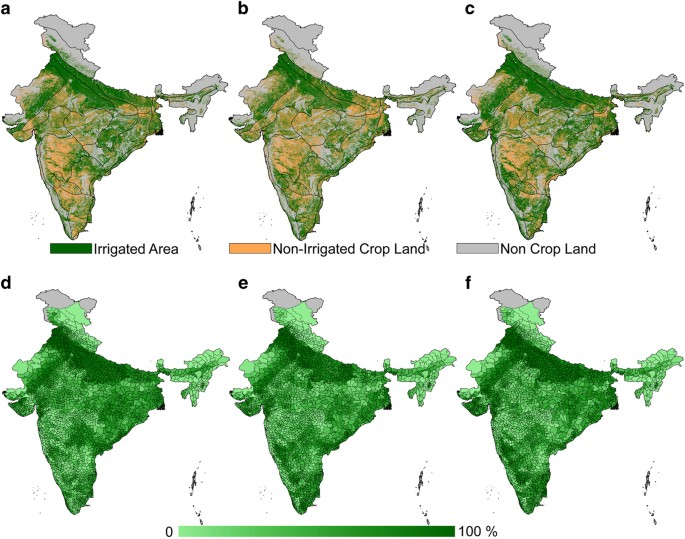 a b c
Irrigated Area Non-Irrigated Crop Land Non Crop Land
d e f
0 100 %